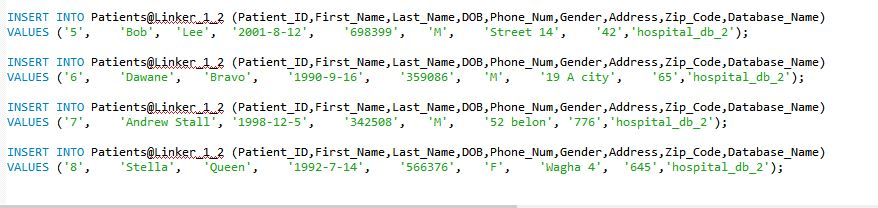 INSERT INTO Patients@Linker_1_2 (Patient_ID,First_Name,Last_Name,DOB,Phone_Num,Gender,Address,Zip_Code,Database_Name)
VALUES ('5', 'Bob', 'Lee', '2001-8-12', '698399', 'M', 'Street 14', '42','hospital_db_2');
INSERT INTO Patients@Linker_1_2 (Patient_ID,First_Name,Last_Name,DOB,Phone_Num,Gender,Address,Zip_Code,Database_Name)
VALUES ('6', 'Dawane', 'Bravo', '1990-9-16', '359086', 'M', '19 A city', '65','hospital_db_2');
INSERT INTO Patients@Linker_1_2 (Patient_ID,First_Name,Last_Name,DOB,Phone_Num,Gender,Address,Zip_Code,Database_Name)
VALUES ('7', 'Andrew Stall', '1998-12-5', '342508', 'M', '52 belon', '776','hospital_db_2');
INSERT INTO Patients@Linker_1_2 (Patient_ID,First_Name,Last_Name,DOB,Phone_Num,Gender,Address,Zip_Code,Database_Name)
VALUES ('8', 'Stella', 'Queen', '1992-7-14', '566376', 'F', 'Wagha 4', '645','hospital_db_2');